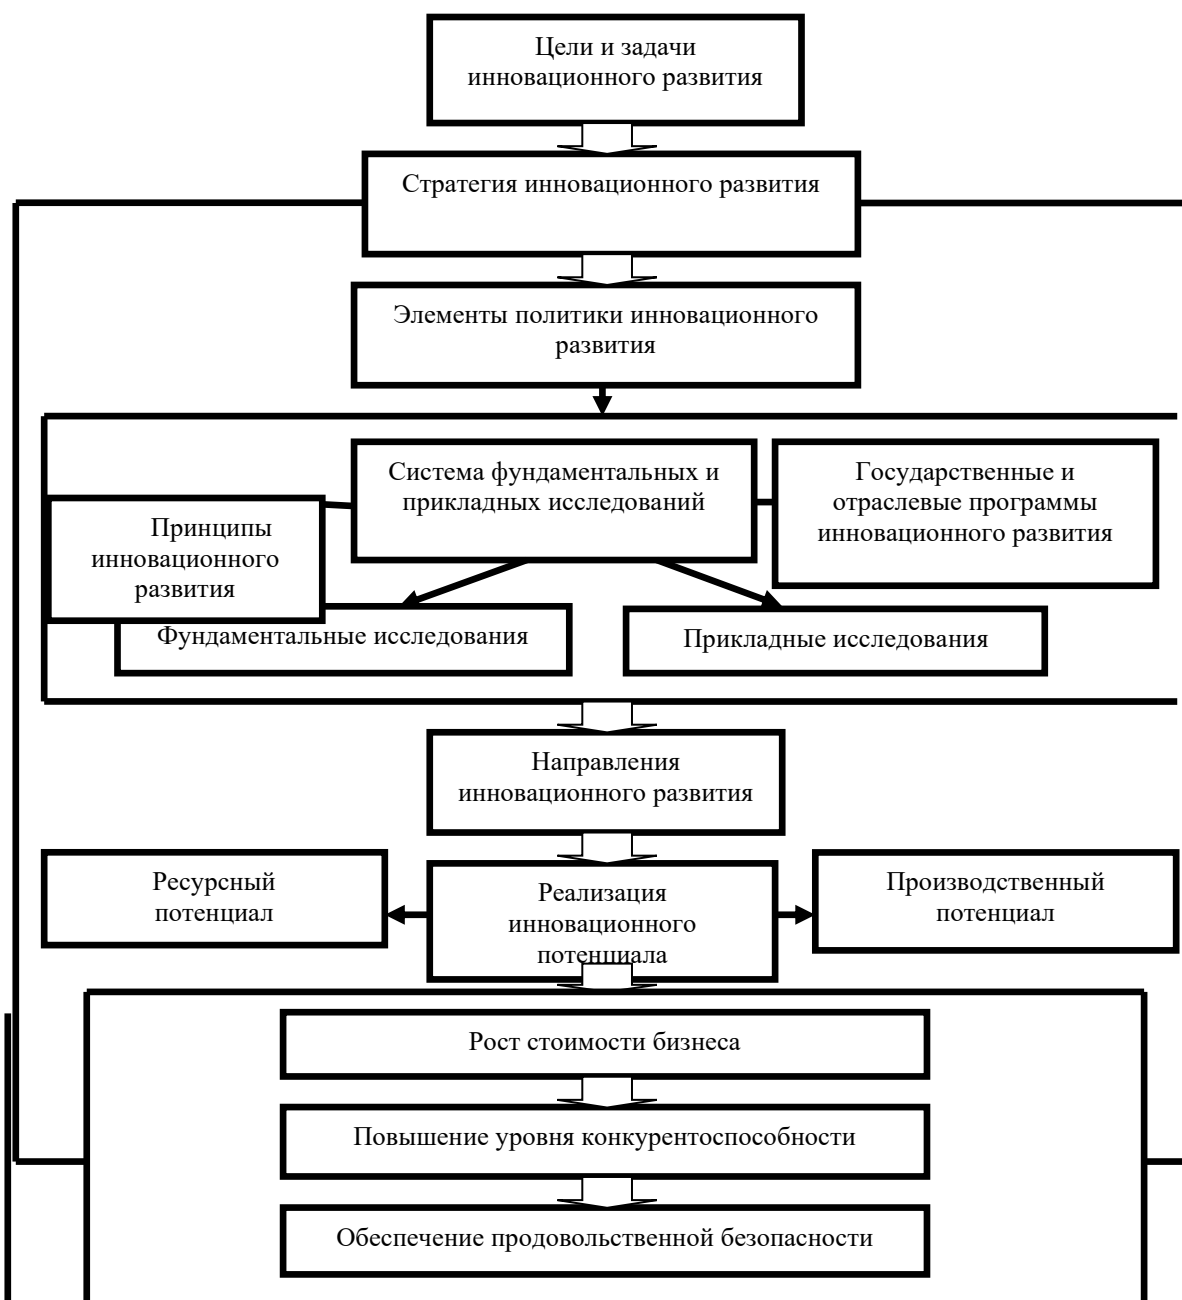 Цели и задачи
инновационного развития
Стратегия инновационного развития
Элементы политики инновационного
развития
Система фундаментальных и
прикладных исследований
Государственные и
отраслевые программы
инновационного развития
Принципы
инновационного
развития
Фундаментальные исследования
Прикладные исследования
Направления
инновационного развития
Ресурсный
потенциал
Реализация
инновационного
потенциала
Производственный
потенциал
Рост стоимости бизнеса
Повышение уровня конкурентоспособности
Обеспечение продовольственной безопасности